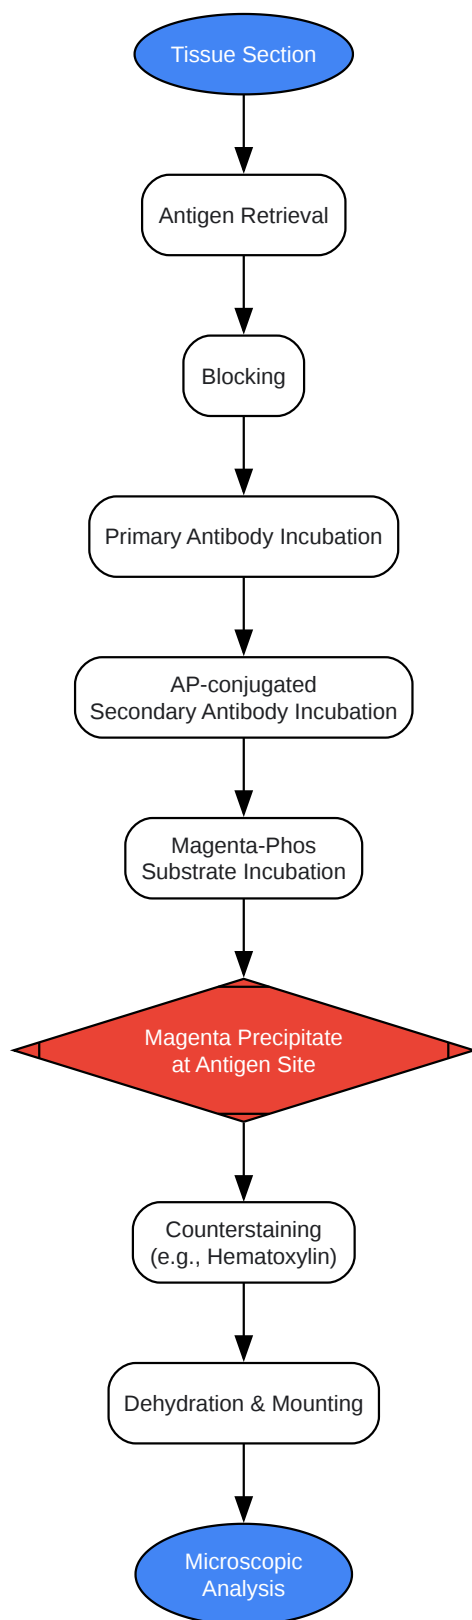 Tissue Section
Antigen Retrieval
Blocking
Primary Antibody Incubation
AP-conjugated
Secondary Antibody Incubation
Magenta-Phos
Substrate Incubation
Magenta Precipitate
at Antigen Site
Counterstaining
(e.g., Hematoxylin)
Dehydration & Mounting
Microscopic
Analysis